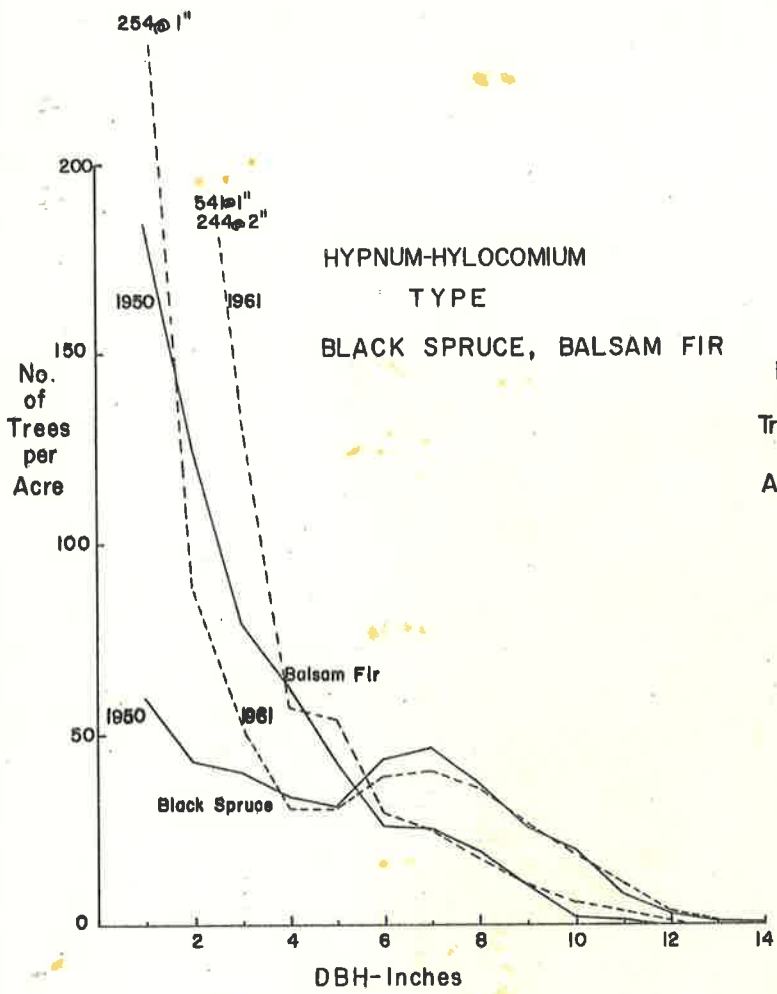 254@1"
200
541@1"
244@2"
HYPNUM-HYLOCOMIUM
TYPE
BLACK SPRUCE, BALSAM FIR
1950
1961
150
No.
of
Trees
per
Acre
Tr
A
100
Balsam Fir
1950
1961
50
Black Spruce
0
2 4 6 8 10 12 14
DBH-Inches